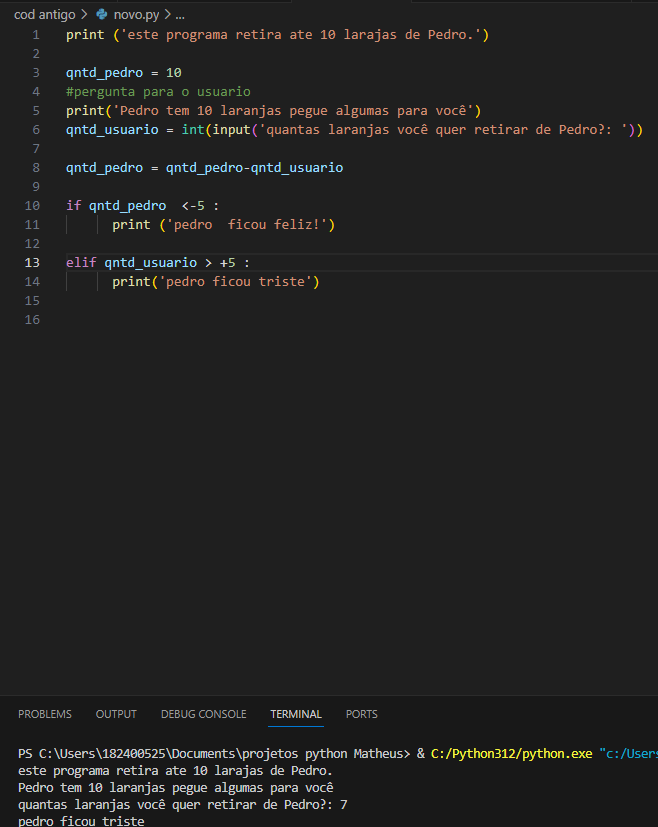 cod antigo > novo.py > ...
1 print ('este programa retira ate 10 larajas de Pedro.')
2
3 qntd_pedro = 10
4 #pergunta para o usuario
5 print('Pedro tem 10 laranjas pegue algumas para você')
6 qntd_usuario = int(input('quantas laranjas você quer retirar de Pedro?: '))
7
8 qntd_pedro = qntd_pedro-qntd_usuario
9
10 if qntd_pedro  <-5 :
11 print ('pedro  ficou feliz!')
12
13 elif qntd_usuario > +5 :
14 print('pedro ficou triste')
15
16
PROBLEMS OUTPUT DEBUG CONSOLE TERMINAL PORTS
PS C:\Users\182400525\Documents\projetos python Matheus> & C:/Python312/python.exe "c:/Users
este programa retira ate 10 larajas de Pedro.
Pedro tem 10 laranjas pegue algumas para você
quantas laranjas você quer retirar de Pedro?: 7
pedro ficou triste